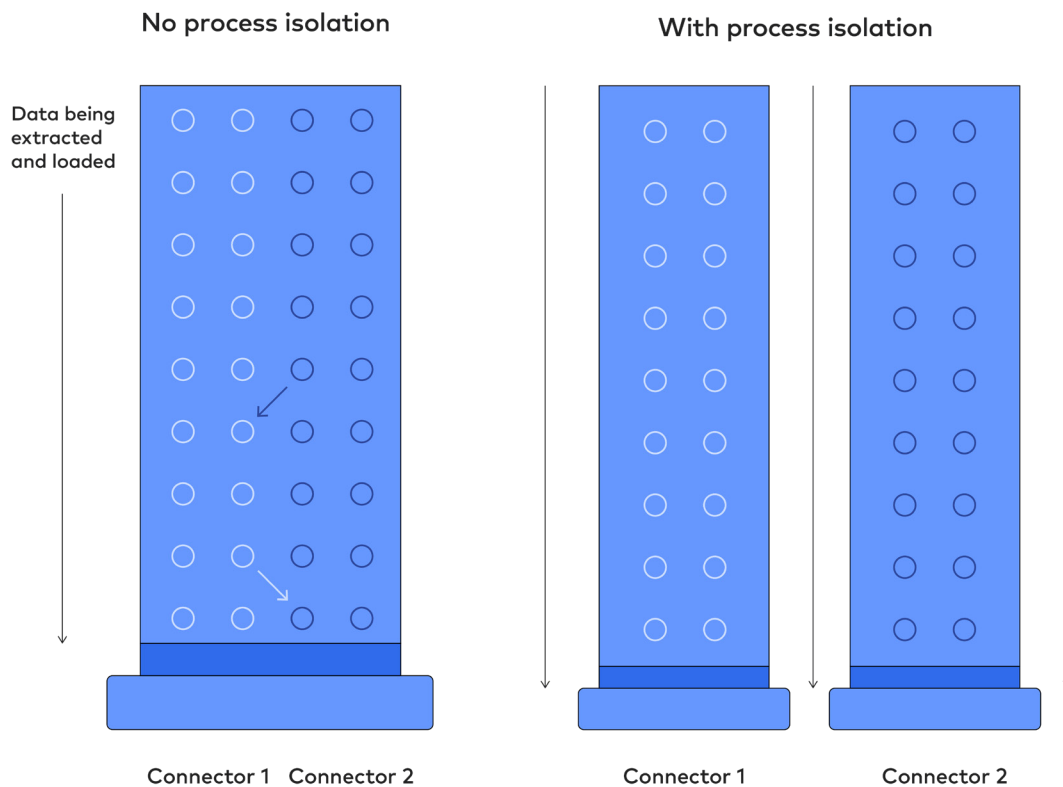 No process isolation
With process isolation
Data being
extracted
and loaded
Connector 1
Connector 2
Connector 1
Connector 2